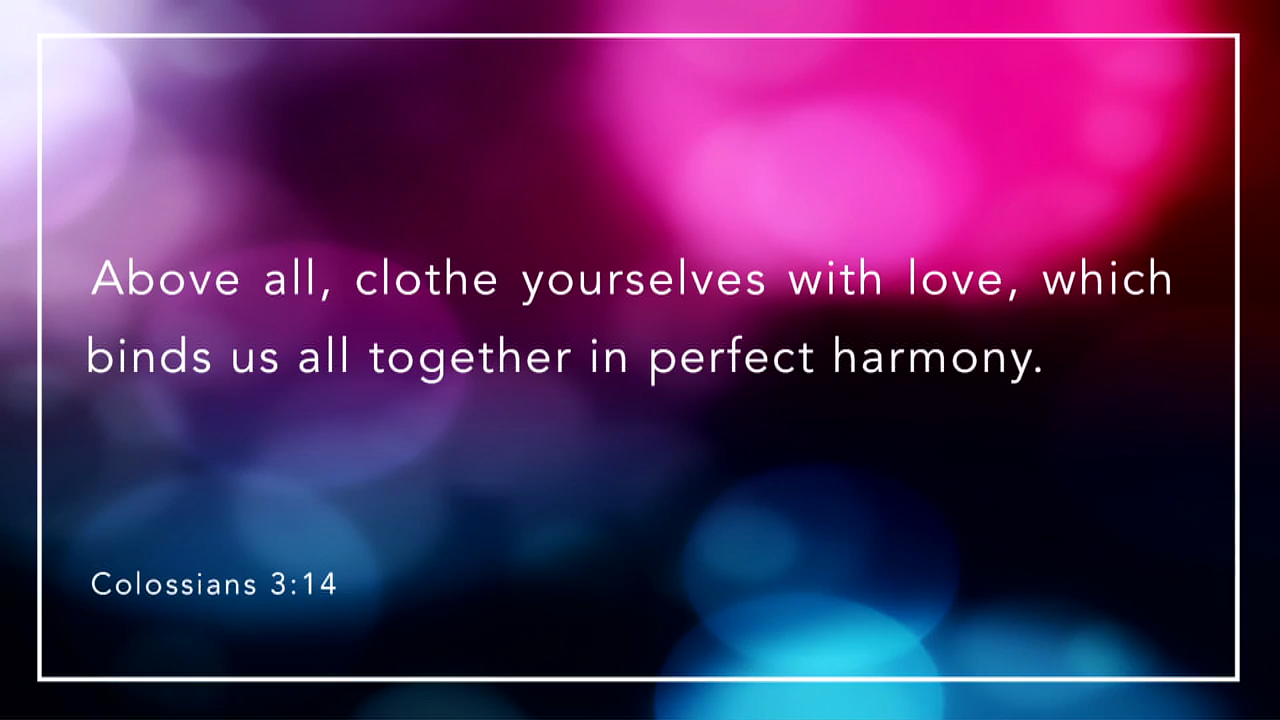 Above all, clothe yourselves with love, which
binds us all together in perfect harmony.
Colossians 3:14